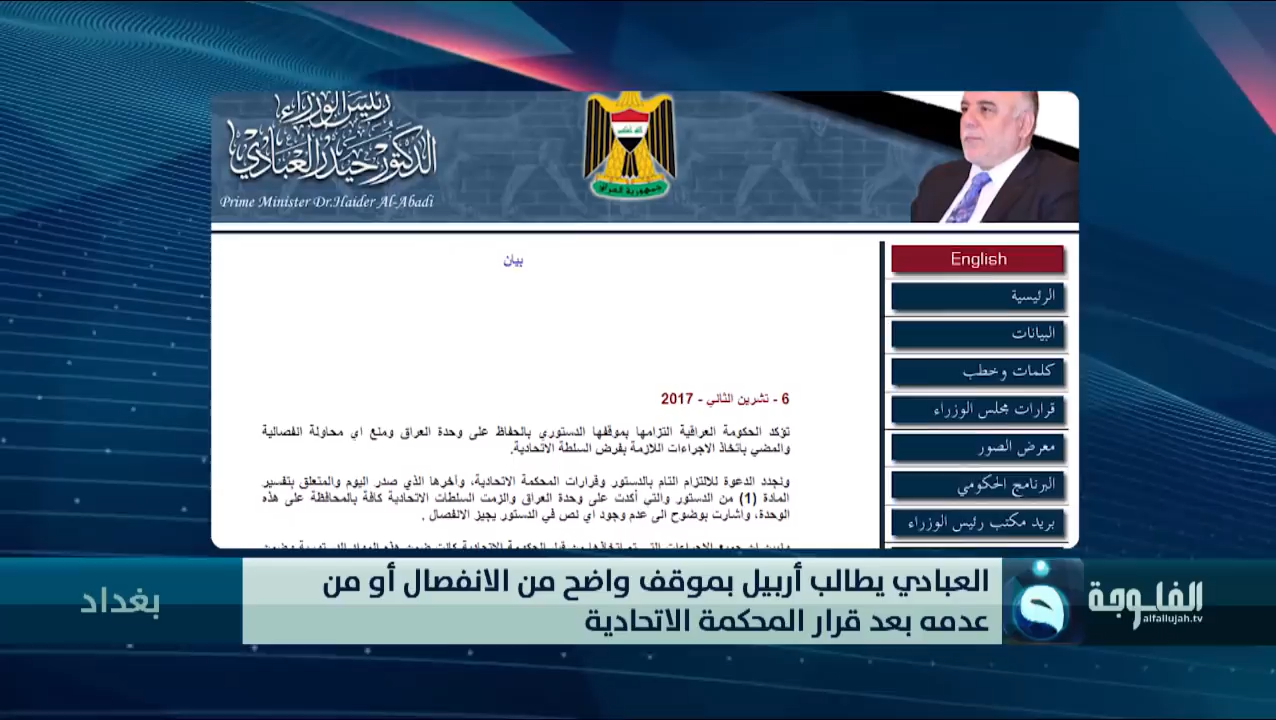 رئيس الوزراء
الدكتور حيدر العبادي
Prime Minister Dr.Haider Al-Abadi
الله اكبر
جمهورية العراق
بيان
6 - تشرين الثاني - 2017
تؤكد الحكومة العراقية التزامها بموقفها الدستوري بالحفاظ على وحدة العراق ومنع اي محاولة انفصالية
والمضي باتخاذ الاجراءات اللازمة بفرض السلطة الاتحادية.
ونجدد الدعوة للالتزام التام بالدستور وقرارات المحكمة الاتحادية، وآخرها الذي صدر اليوم والمتعلق بتفسير
المادة (1) من الدستور والتي أكدت على وحدة العراق والزمت السلطات الاتحادية كافة بالمحافظة على هذه
الوحدة، وأشارت بوضوح الى عدم وجود اي نص في الدستور يجيز الانفصال .
English
الرئيسية
البيانات
كلمات وخطب
قرارات مجلس الوزراء
معرض الصور
البرنامج الحكومي
بريد مكتب رئيس الوزراء
العبادي يطالب أربيل بموقف واضح من الانفصال أو من
عدمه بعد قرار المحكمة الاتحادية
بغداد
الفلوجة
alfallujah.tv